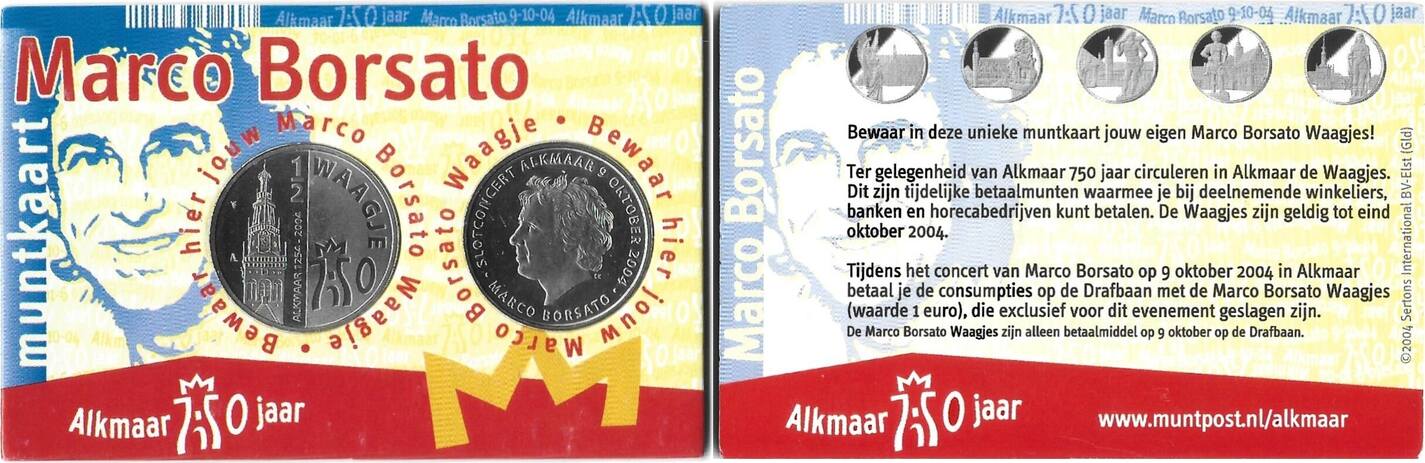 Marco Borsato
muntkaart
Bewaar hier jouw Marco Borsato Waagje •
1
2
WAAGJE
ALKMAAR 1254 - 2004
750
Bewaar hier jouw Marco Borsato Waagje •
• SLOTCONCERT ALKMAAR 9 OKTOBER 2004 •
MARCO BORSATO
Alkmaar 750 jaar
Alkmaar 750 jaar Marco Borsato 9-10-04 Alkmaar 750 jaar
Alkmaar 750 jaar Marco Borsato 9-10-04 Alkmaar 750 jaar
Marco Borsato
Bewaar in deze unieke muntkaart jouw eigen Marco Borsato Waagjes!
Ter gelegenheid van Alkmaar 750 jaar circuleren in Alkmaar de Waagjes.
Dit zijn tijdelijke betaalmunten waarmee je bij deelnemende winkeliers,
banken en horecabedrijven kunt betalen. De Waagjes zijn geldig tot eind
oktober 2004.
Tijdens het concert van Marco Borsato op 9 oktober 2004 in Alkmaar
betaal je de consumpties op de Drafbaan met de Marco Borsato Waagjes
(waarde 1 euro), die exclusief voor dit evenement geslagen zijn.
De Marco Borsato Waagjes zijn alleen betaalmiddel op 9 oktober op de Drafbaan.
©2004 Sertons International BV-Elst (Gld)
Alkmaar 750 jaar
www.muntpost.nl/alkmaar